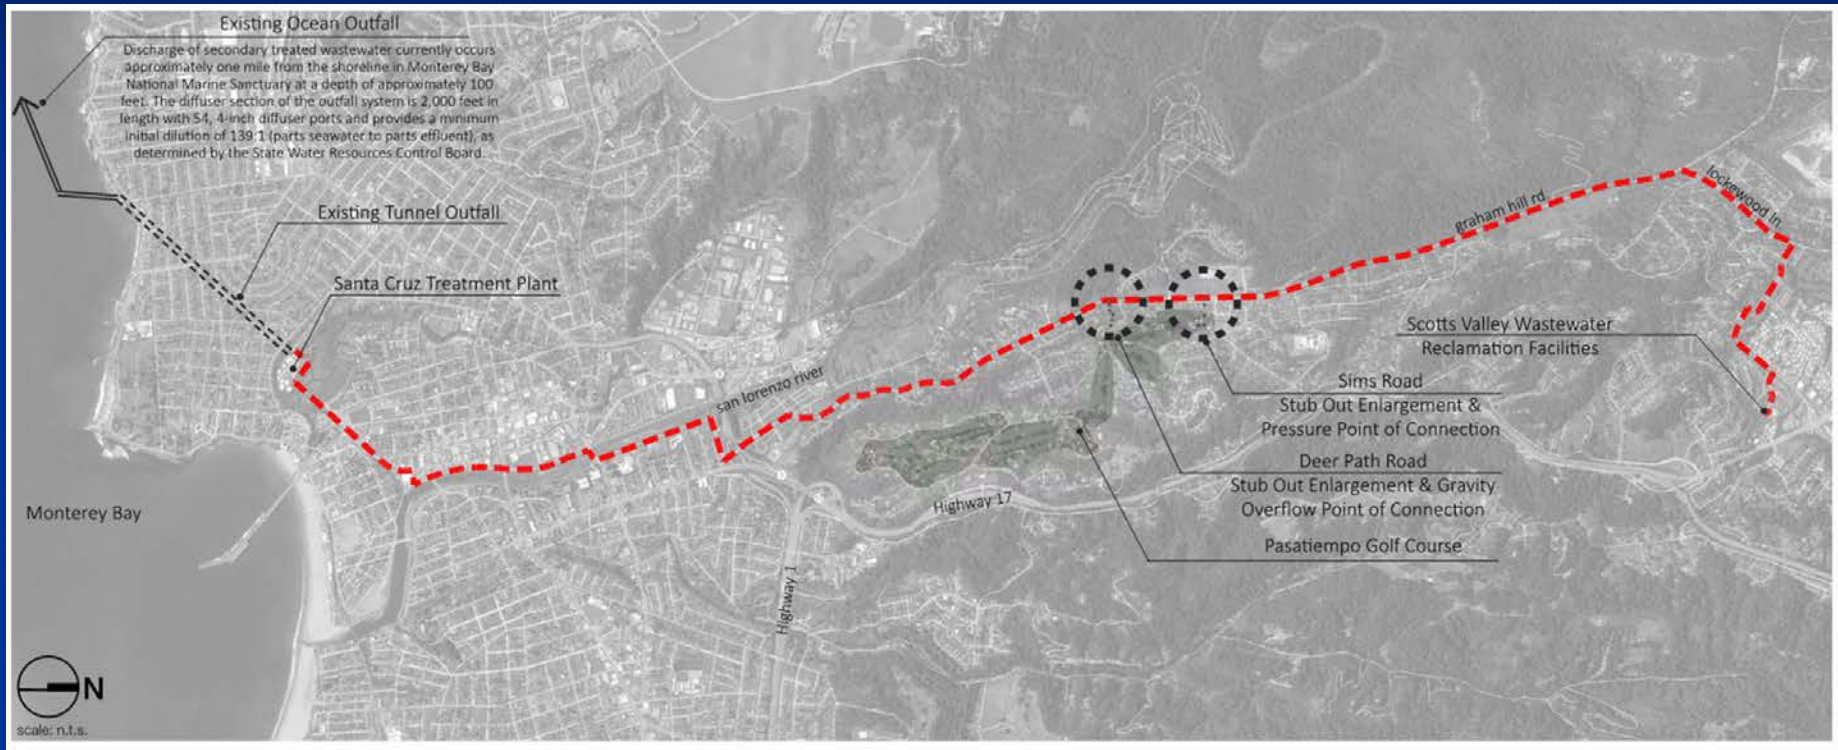 Existing Ocean Outfall
Discharge of secondary treated wastewater currently occurs
approximately one mile from the shoreline in Monterey Bay
National Marine Sanctuary at a depth of approximately 100
feet. The diffuser section of the outfall system is 2,000 feet in
length with 54, 4-inch diffuser ports and provides a minimum
initial dilution of 139:1 (parts seawater to parts effluent), as
determined by the State Water Resources Control Board.
Existing Tunnel Outfall
Santa Cruz Treatment Plant
san lorenzo river
graham hill rd.
lockewood ln
Scotts Valley Wastewater
Reclamation Facilities
Sims Road
Stub Out Enlargement &
Pressure Point of Connection
Deer Path Road
Stub Out Enlargement & Gravity
Overflow Point of Connection
Pasatiempo Golf Course
Highway 17
Highway 1
Monterey Bay
N
scale: n.t.s.